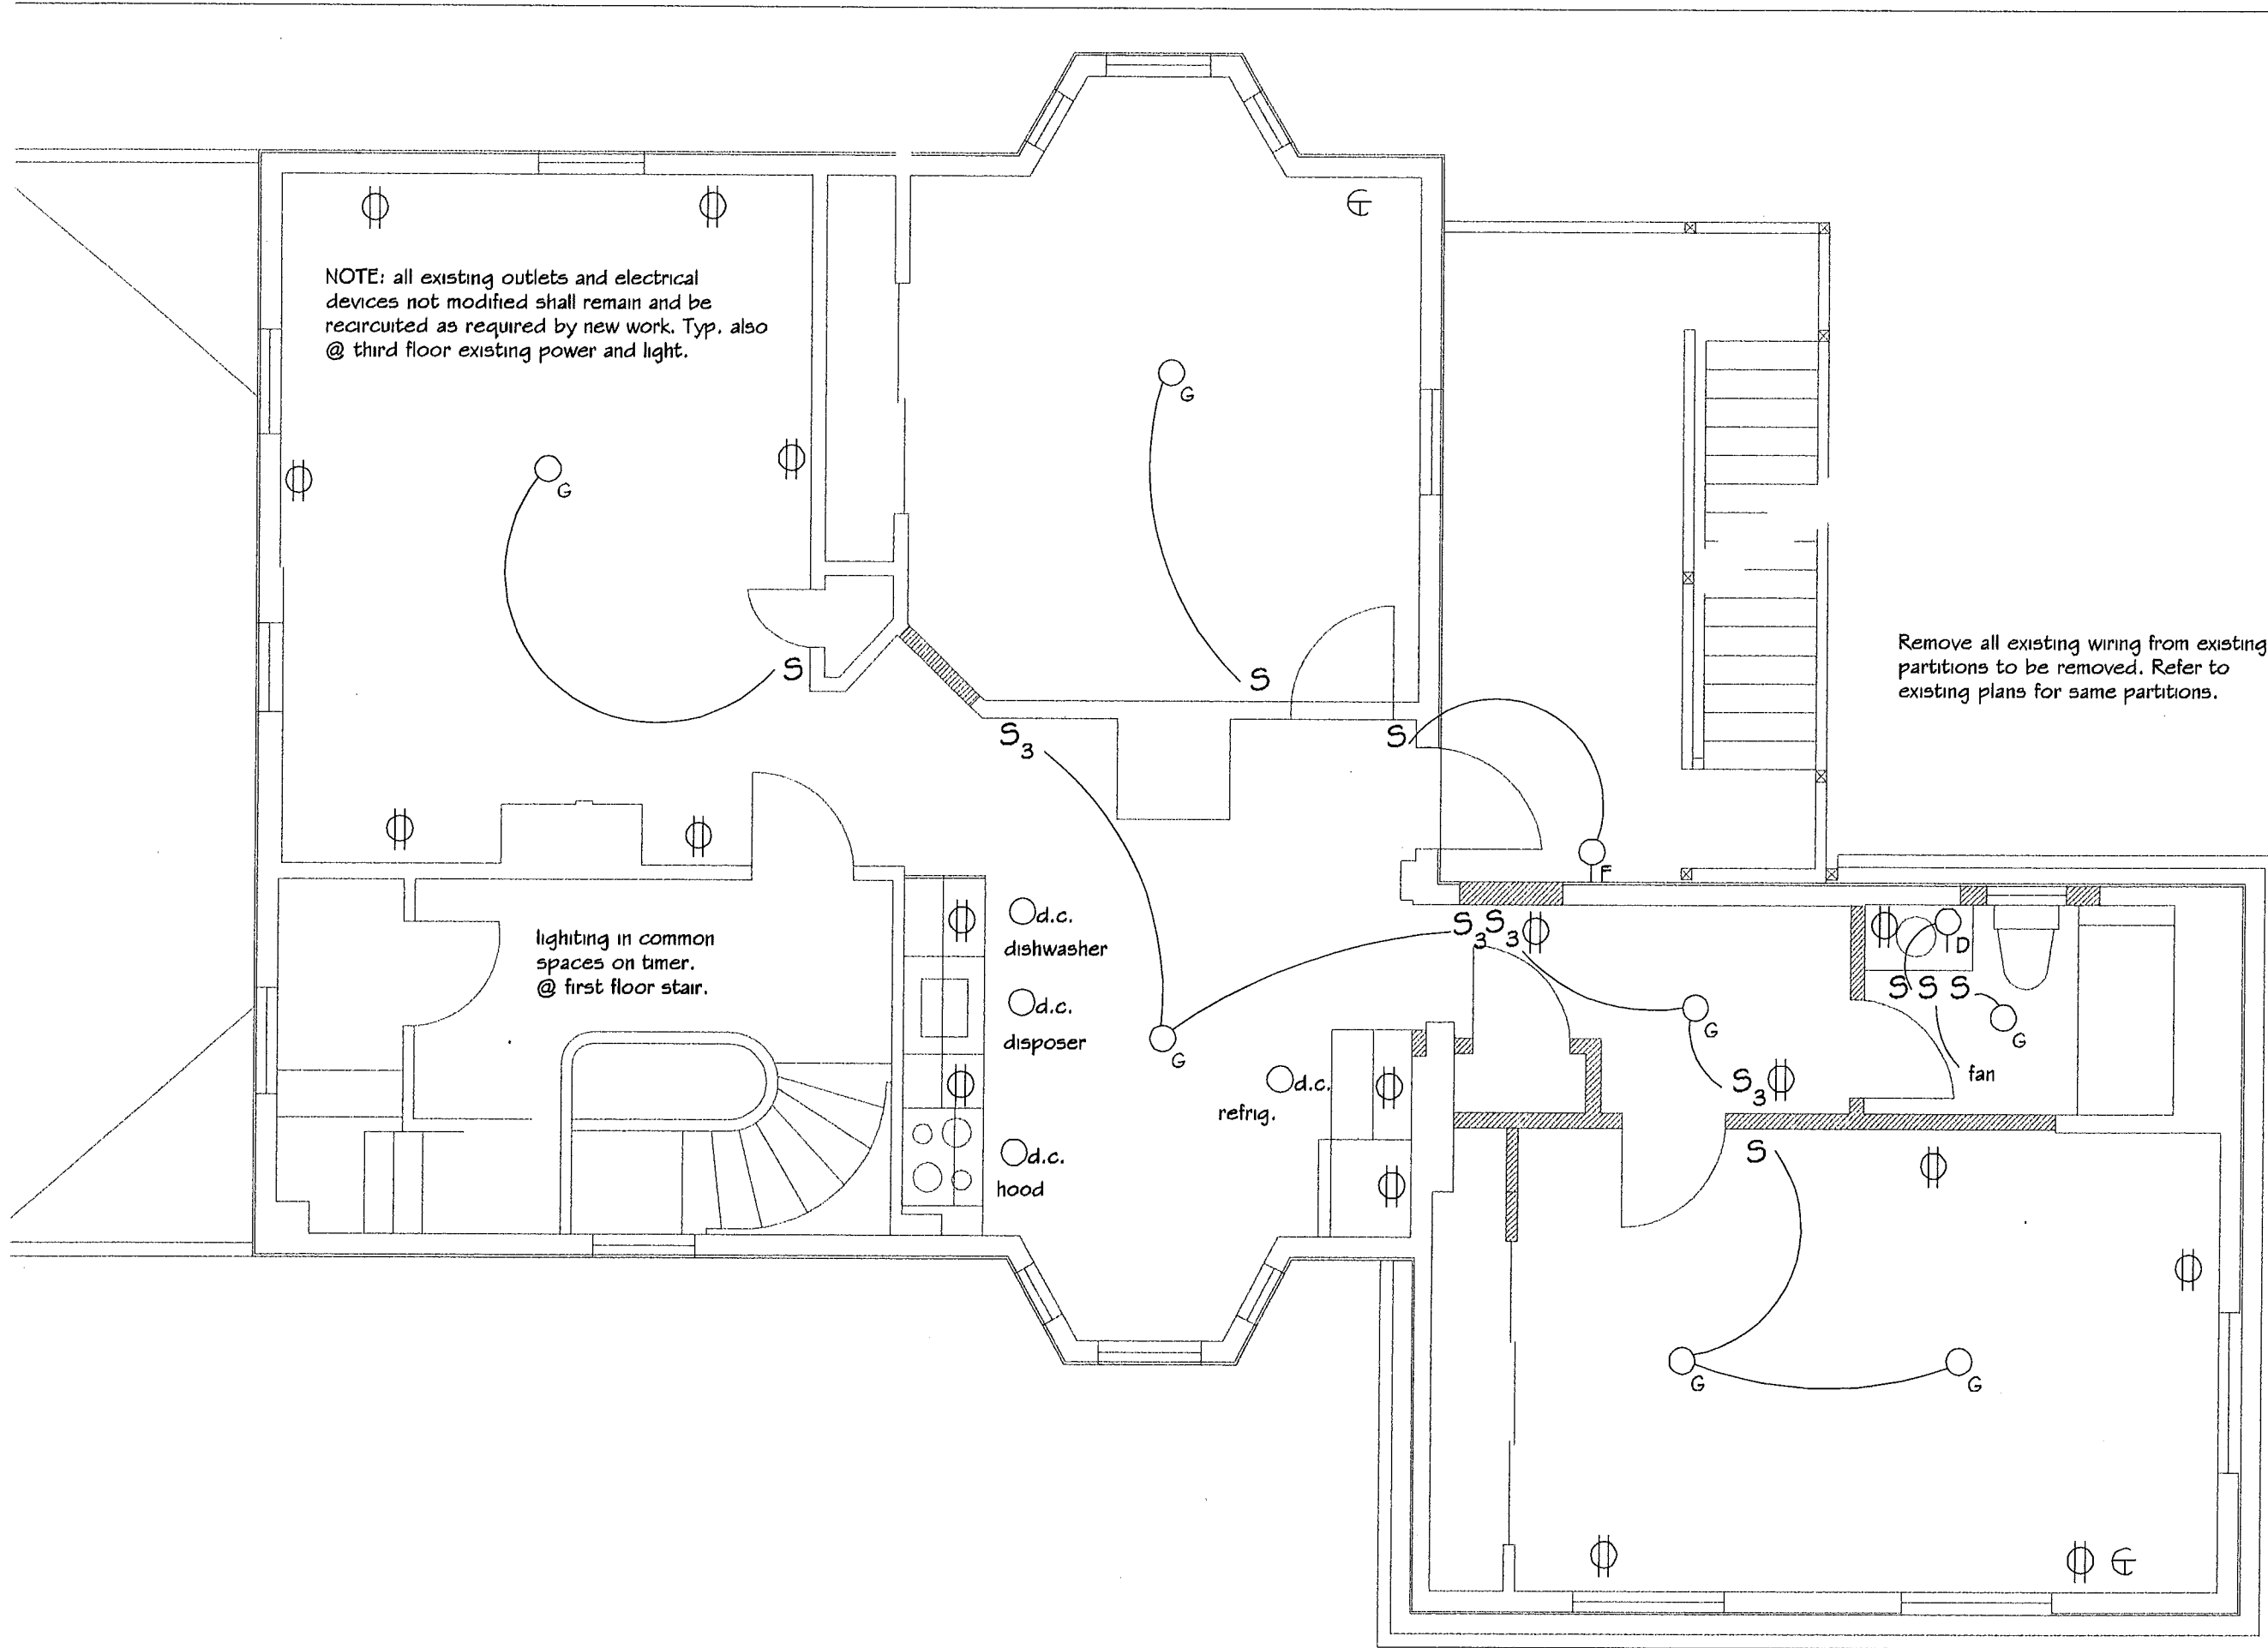 NOTE: all existing outlets and electrical
devices not modified shall remain and be
recircuited as required by new work. Typ. also
@ third floor existing power and light.
G
G
S
S
S
S3
F
Remove all existing wiring from existing
partitions to be removed. Refer to
existing plans for same partitions.
lighiting in common
spaces on timer.
@ first floor stair.
d.c.
dishwasher
d.c.
disposer
d.c.
hood
G
d.c.
refrig.
S3 S3
D
S S S
G
G
fan
S3
S
G
G